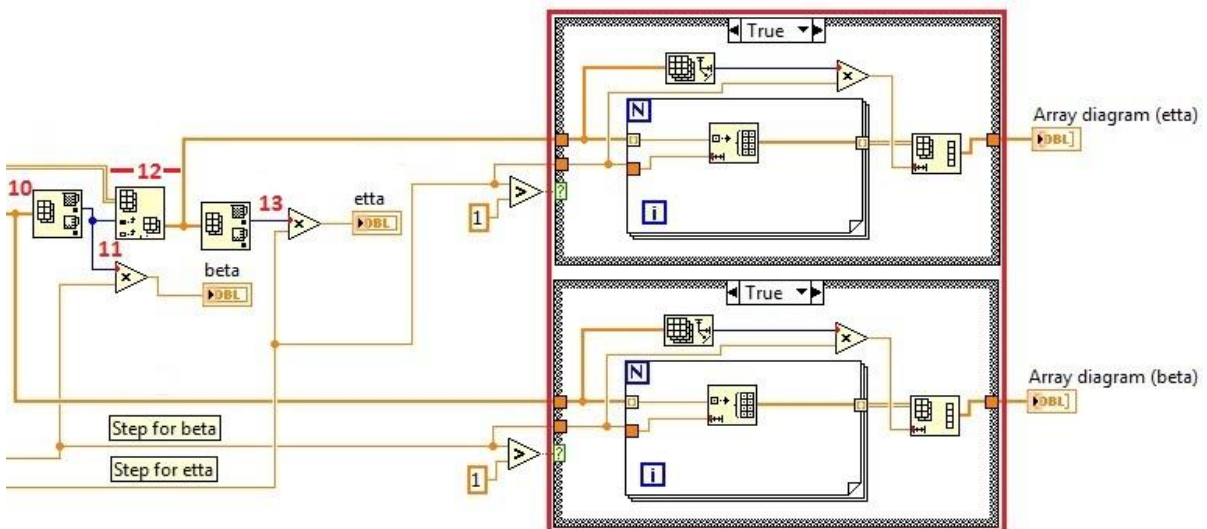 True
N
i
Array diagram (etta)
DBL
12
10
13
etta
DBL
>
?
1
11
beta
DBL
×
×
×
True
N
i
Array diagram (beta)
DBL
×
Step for beta
Step for etta
>
?
1